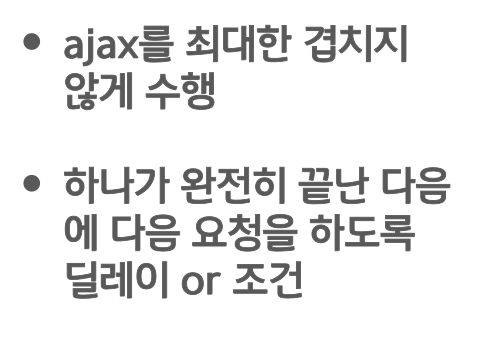 • ajax를 최대한 겹치지
않게 수행
• 하나가 완전히 끝난 다음
에 다음 요청을 하도록
딜레이 or 조건